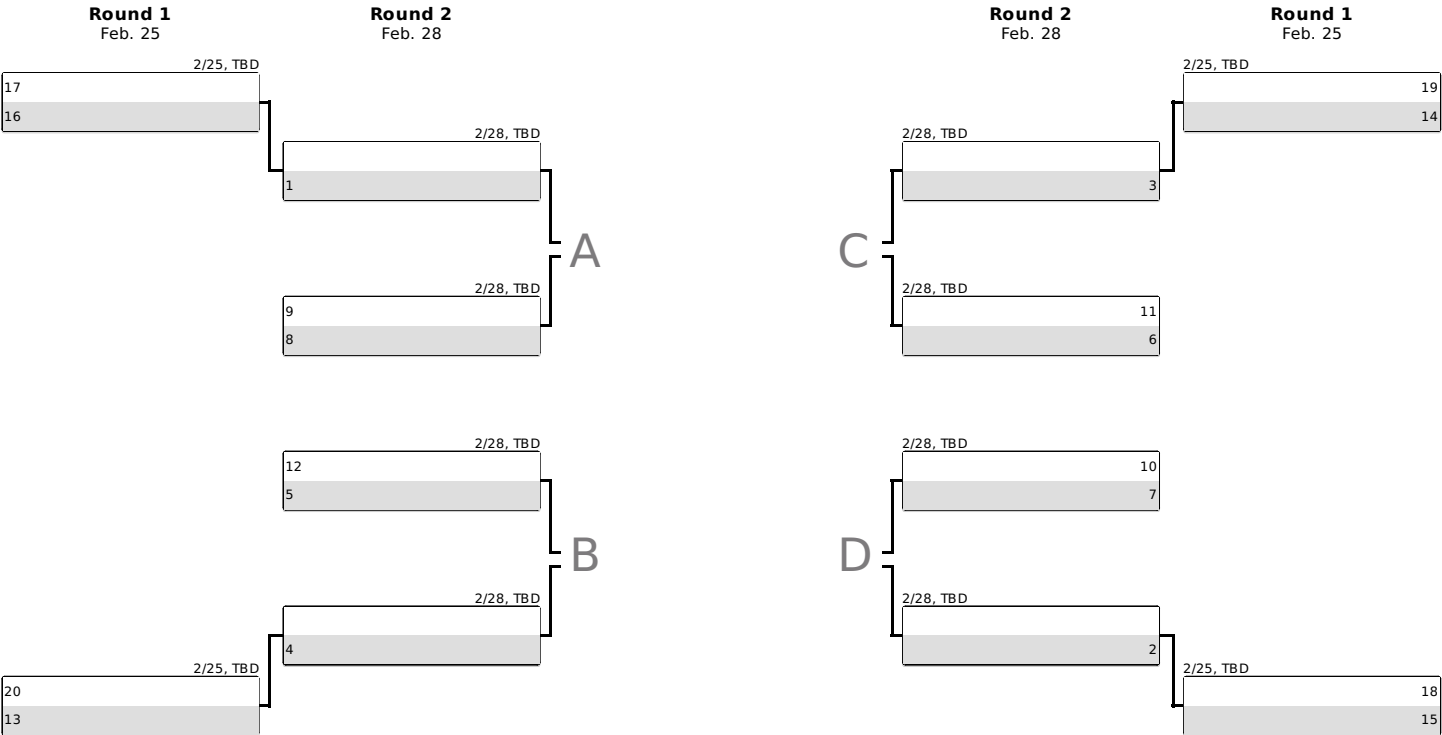 Round 1
Feb. 25
Round 2
Feb. 28
Round 2
Feb. 28
Round 1
Feb. 25
2/25, TBD
17
16
2/28, TBD
1
A
2/28, TBD
9
8
2/28, TBD
12
5
B
2/28, TBD
4
2/25, TBD
20
13
2/25, TBD
19
14
2/28, TBD
3
C
2/28, TBD
11
6
2/28, TBD
10
7
D
2/28, TBD
2
2/25, TBD
18
15